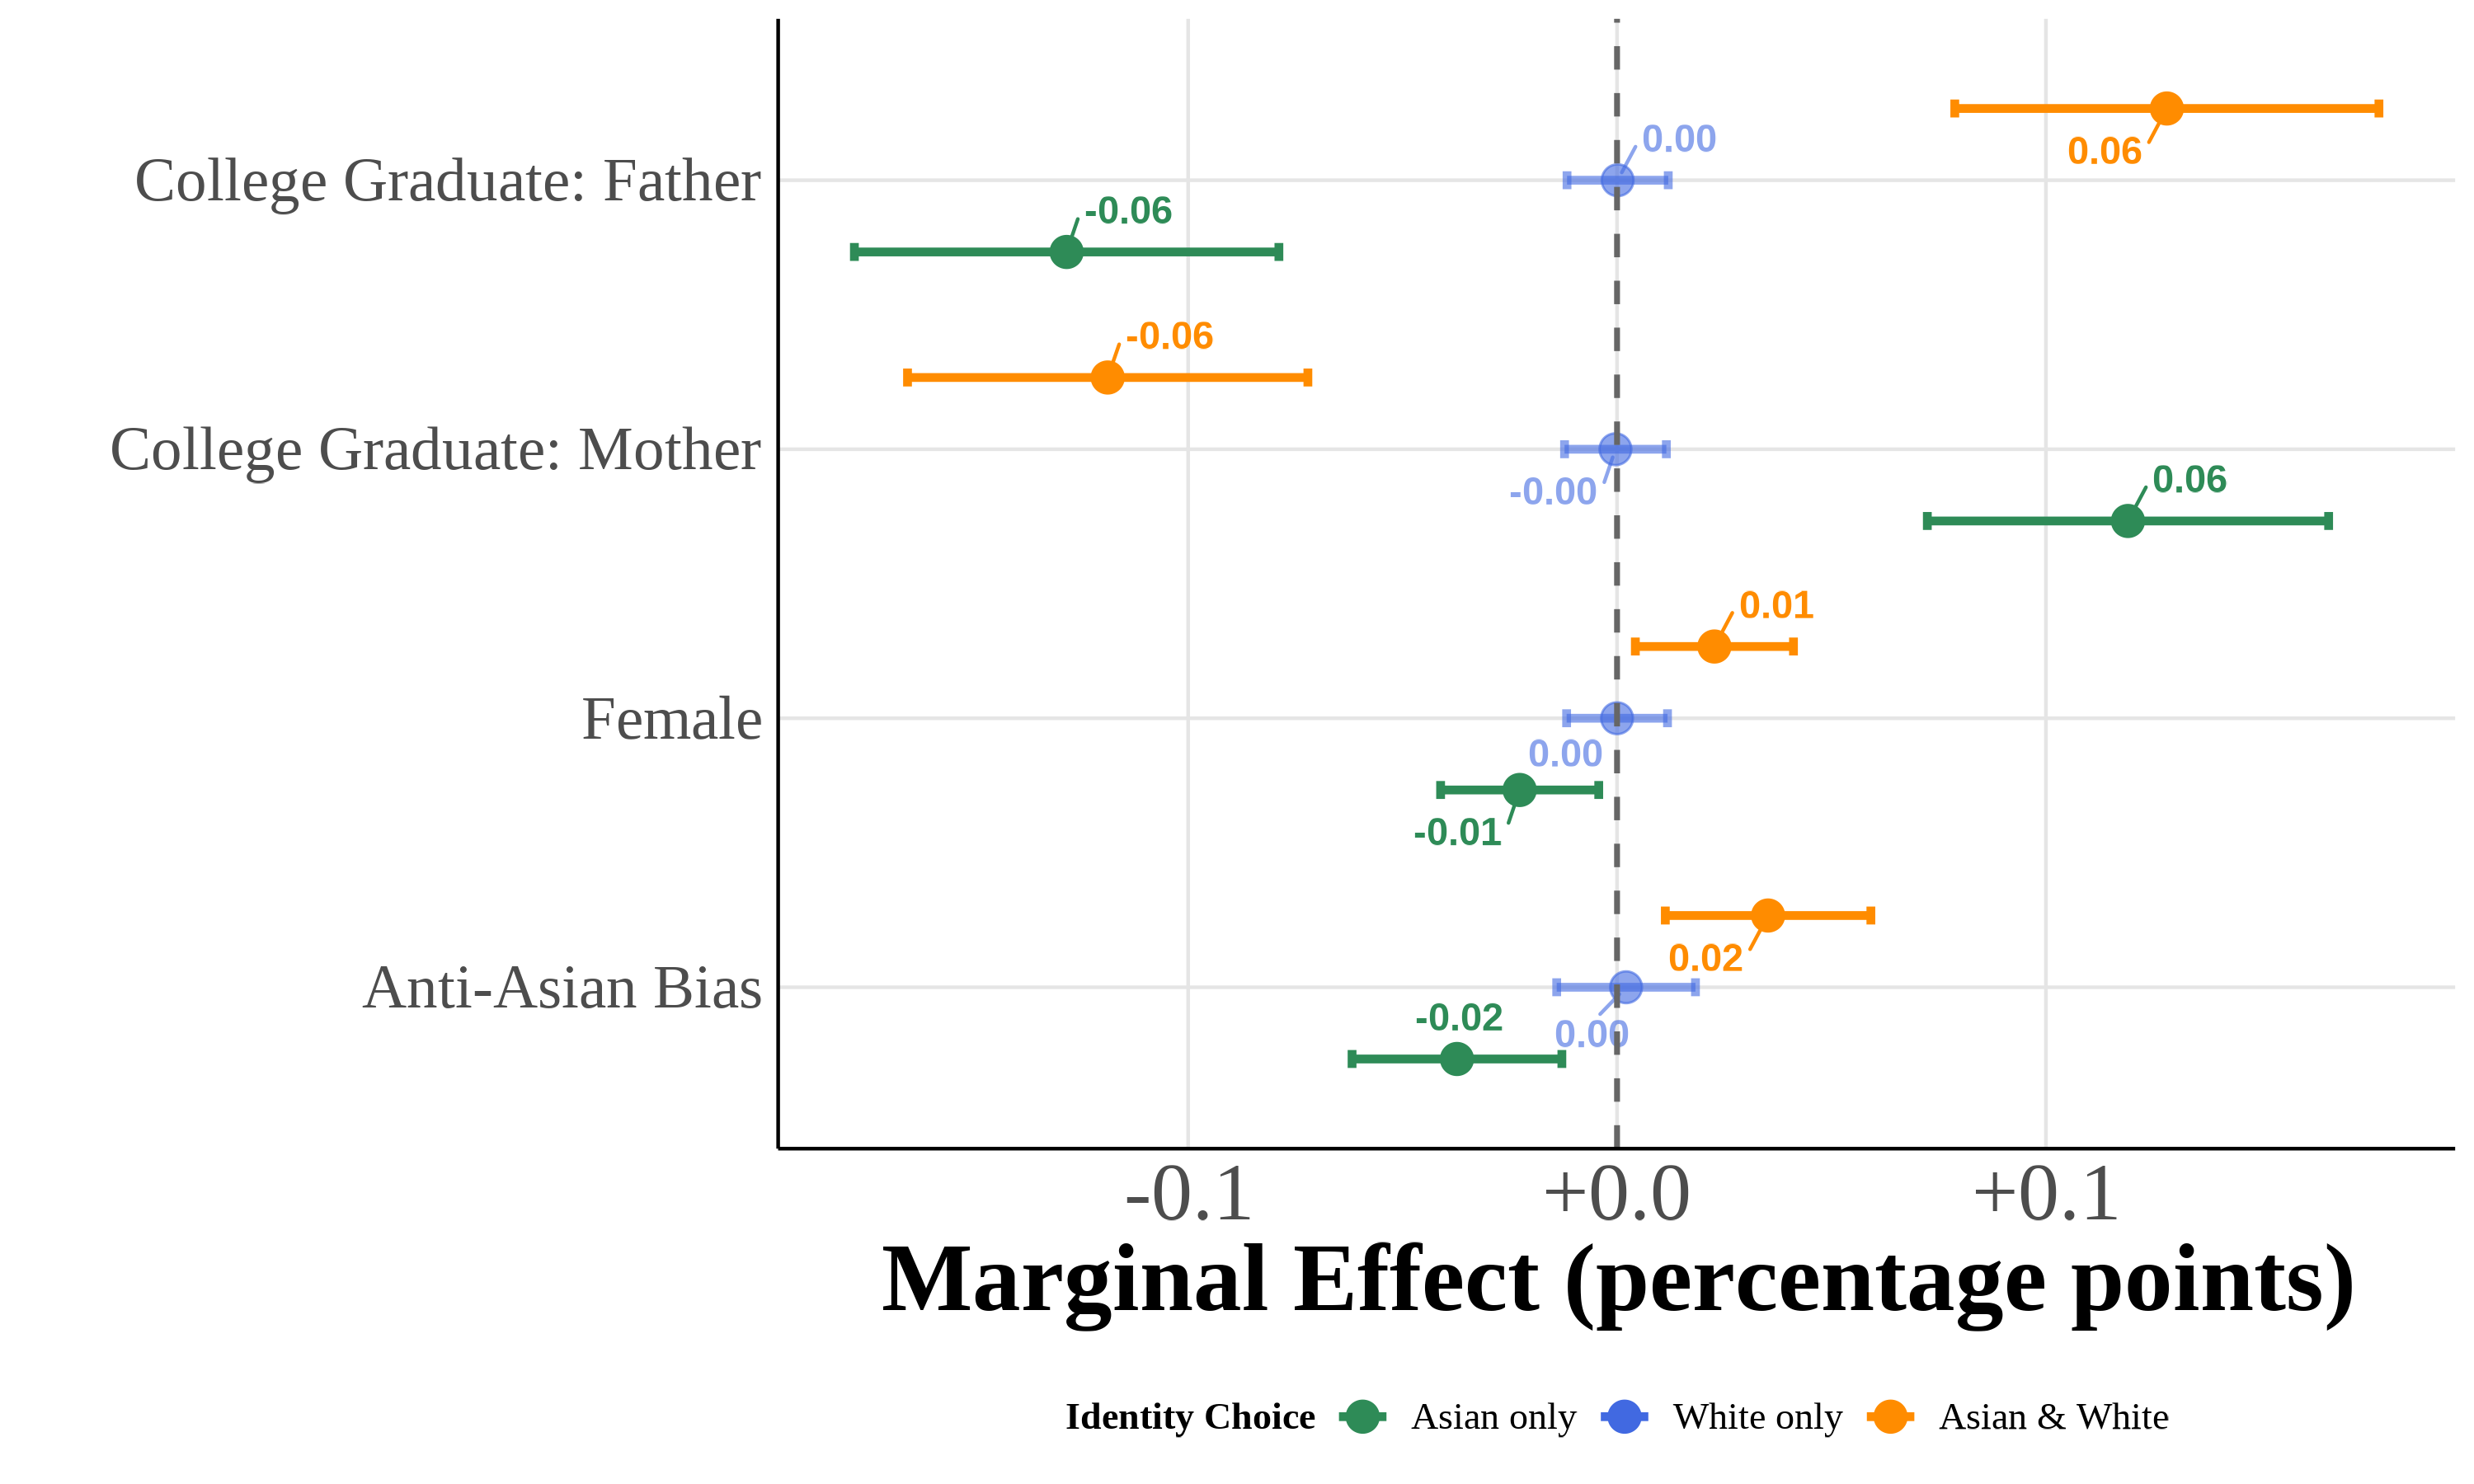 0.00
0.06
College Graduate: Father
-0.06
-0.06
College Graduate: Mother
-0.00
0.06
0.01
Female
0.00
-0.01
0.02
Anti-Asian Bias
-0.02
0.00
-0.1 +0.0 +0.1
Marginal Effect (percentage points)
Identity Choice Asian only White only Asian & White